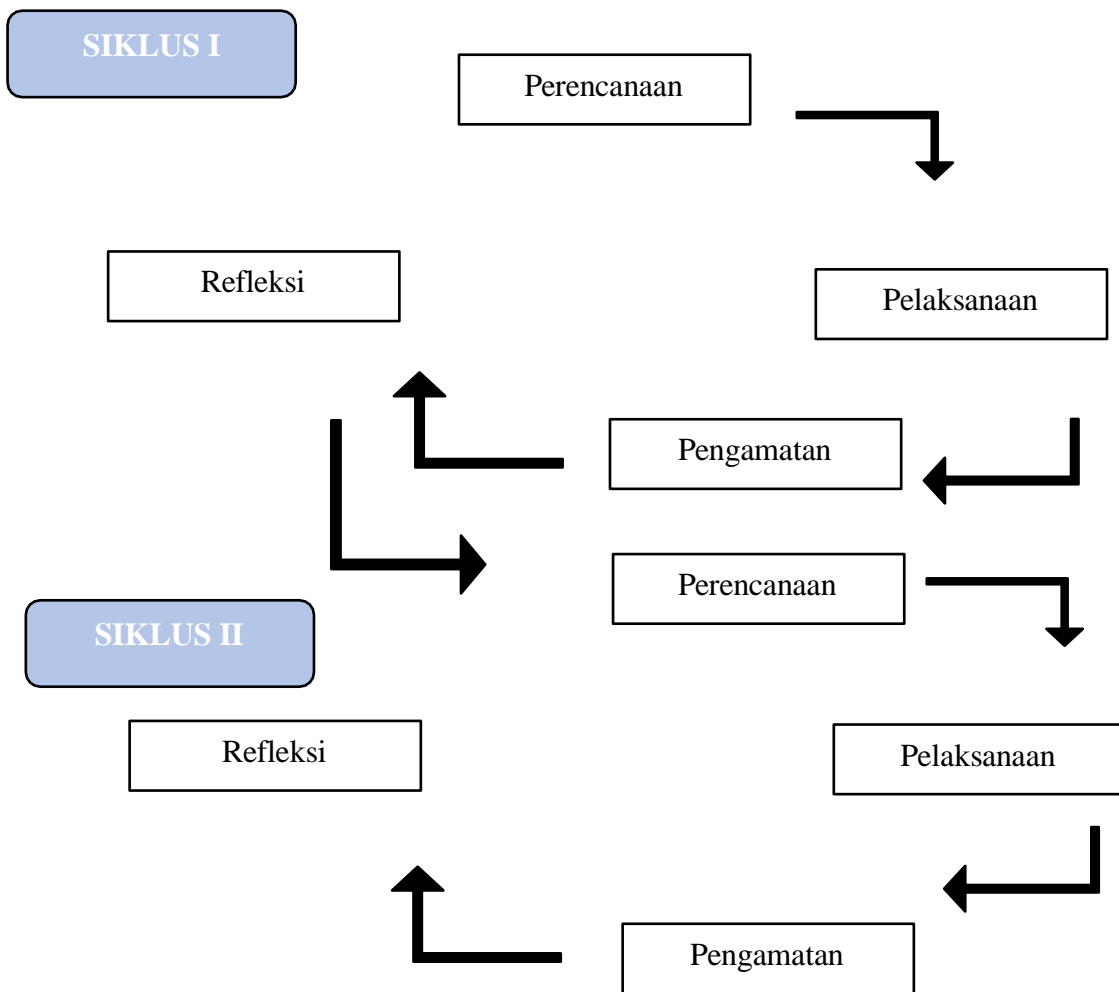 SIKLUS I
Perencanaan
Refleksi
Pelaksanaan
Pengamatan
Perencanaan
SIKLUS II
Refleksi
Pelaksanaan
Pengamatan